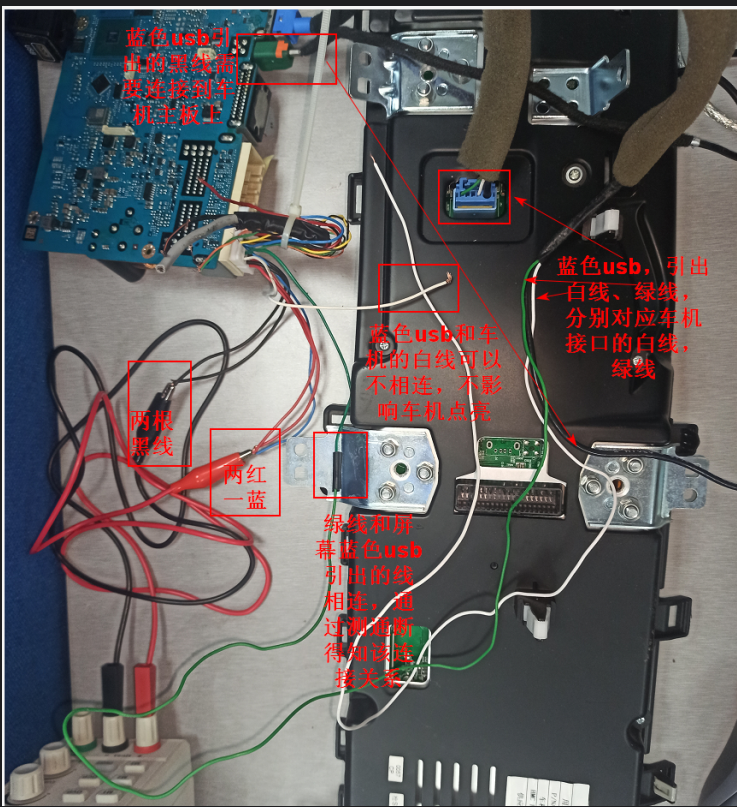 蓝色usb引
出的黑线需
要连接到车
机主板上
蓝色usb，引出
白线、绿线，
分别对应车机
接口的白线，
绿线
蓝色usb和车
机的白线可以
不相连，不影
响车机点亮
两根
黑线
两红
一蓝
绿线和屏
幕蓝色usb
引出的线
相连，通
过测通断
得知该连
接关系